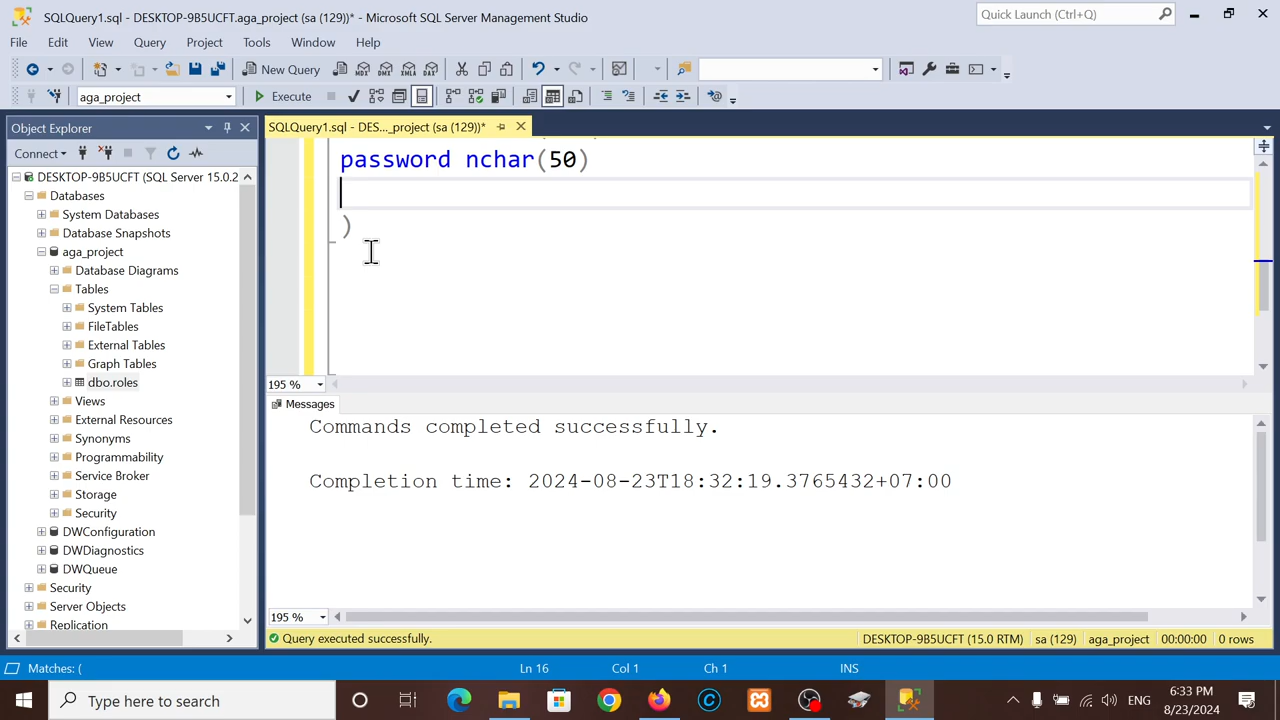 SQLQuery1.sql - DESKTOP-9B5UCFT.aga_project (sa (129))* - Microsoft SQL Server Management Studio
Quick Launch (Ctrl+Q)
File Edit View Query Project Tools Window Help
New Query MDX DMX XMLA DAX
aga_project Execute
Object Explorer
SQLQuery1.sql - DES..._project (sa (129))*
Connect
DESKTOP-9B5UCFT (SQL Server 15.0.2
Databases
System Databases
Database Snapshots
aga_project
Database Diagrams
Tables
System Tables
FileTables
External Tables
Graph Tables
dbo.roles
Views
External Resources
Synonyms
Programmability
Service Broker
Storage
Security
DWConfiguration
DWDiagnostics
DWQueue
Security
Server Objects
Replication
password nchar(50)
)
195 %
Messages
Commands completed successfully.
Completion time: 2024-08-23T18:32:19.3765432+07:00
195 %
Query executed successfully. DESKTOP-9B5UCFT (15.0 RTM) sa (129) aga_project 00:00:00 0 rows
Matches: ( Ln 16 Col 1 Ch 1 INS
Type here to search
ENG
6:33 PM
8/23/2024